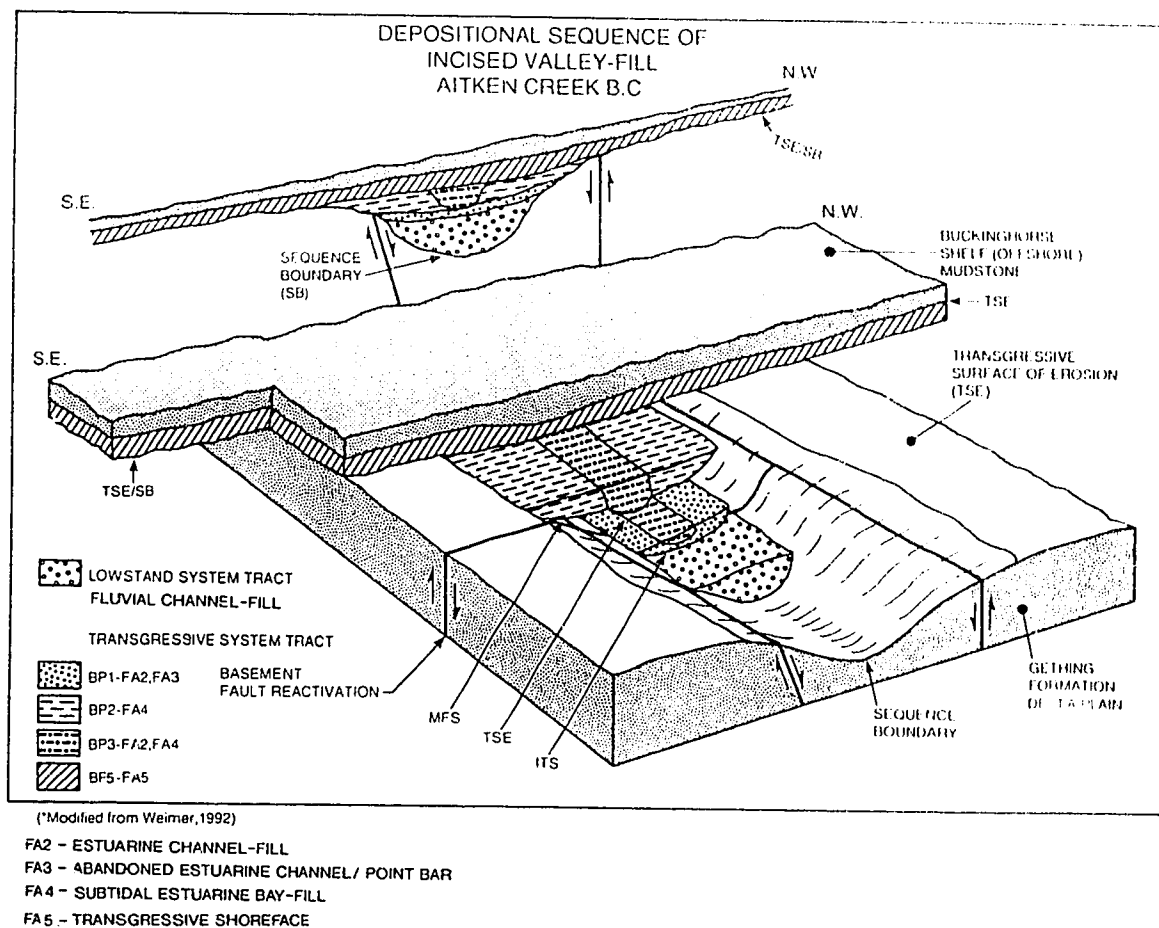 DEPOSITIONAL SEQUENCE OF
INCISED VALLEY-FILL
AITKEN CREEK B.C
N.W
TSE/SB
S.E.
SEQUENCE
BOUNDARY
(SB)
N.W.
BUCKINGHORSE
SHELF (OFFSHORE)
MUDSTONE
TSE
S.E.
TRANSGRESSIVE
SURFACE OF EROSION
(TSE)
TSE/SB
LOWSTAND SYSTEM TRACT
FLUVIAL CHANNEL-FILL
TRANSGRESSIVE SYSTEM TRACT
BP1-FA2,FA3
BP2-FA4
BP3-FA2,FA4
BF5-FA5
BASEMENT
FAULT REACTIVATION
MFS
TSE
ITS
SEQUENCE
BOUNDARY
GETHING
FORMATION
DELTA PLAIN
(*Modified from Weimer,1992)
FA2 - ESTUARINE CHANNEL-FILL
FA3 - ABANDONED ESTUARINE CHANNEL/ POINT BAR
FA4 - SUBTIDAL ESTUARINE BAY-FILL
FA5 - TRANSGRESSIVE SHOREFACE